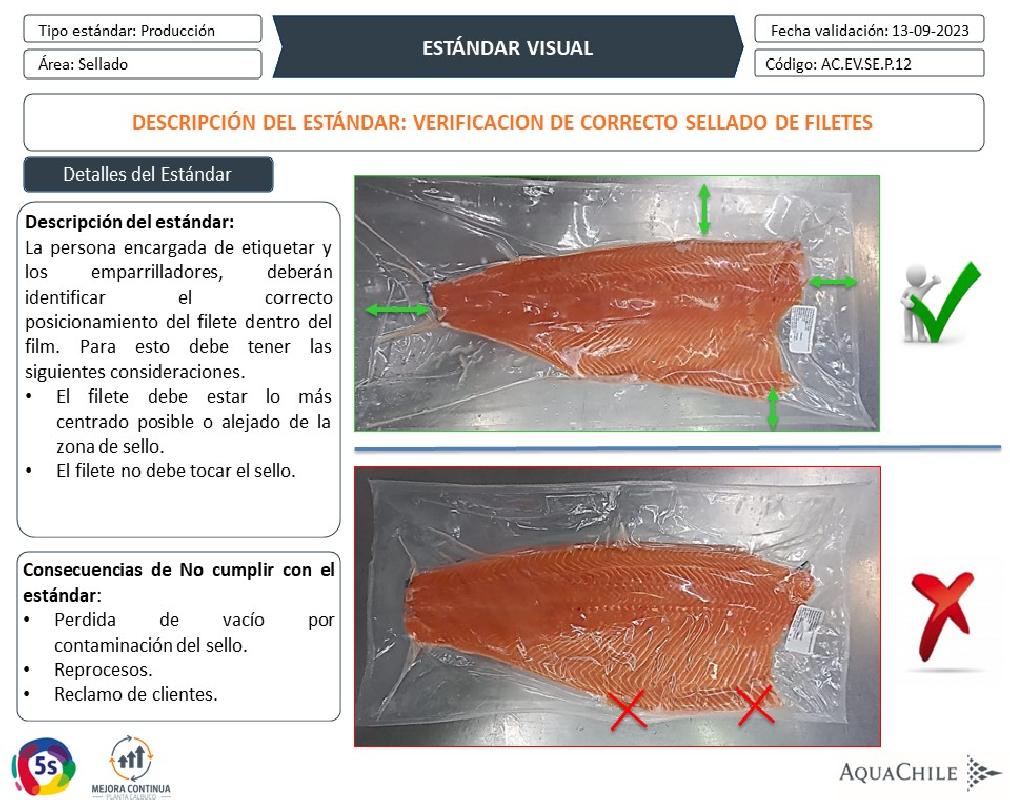 Tipo estándar: Producción
Área: Sellado
ESTÁNDAR VISUAL
Fecha validación: 13-09-2023
Código: AC.EV.SE.P.12
DESCRIPCIÓN DEL ESTÁNDAR: VERIFICACION DE CORRECTO SELLADO DE FILETES
Detalles del Estándar
Descripción del estándar:
La persona encargada de etiquetar y
los emparrilladores, deberán
identificar el correcto
posicionamiento del filete dentro del
film. Para esto debe tener las
siguientes consideraciones.
• El filete debe estar lo más
centrado posible o alejado de la
zona de sello.
• El filete no debe tocar el sello.
Consecuencias de No cumplir con el
estándar:
• Perdida de vacío por
contaminación del sello.
• Reprocesos.
• Reclamo de clientes.
5s
MEJORA CONTINUA
PLANTA CALBUCO
AQUACHILE